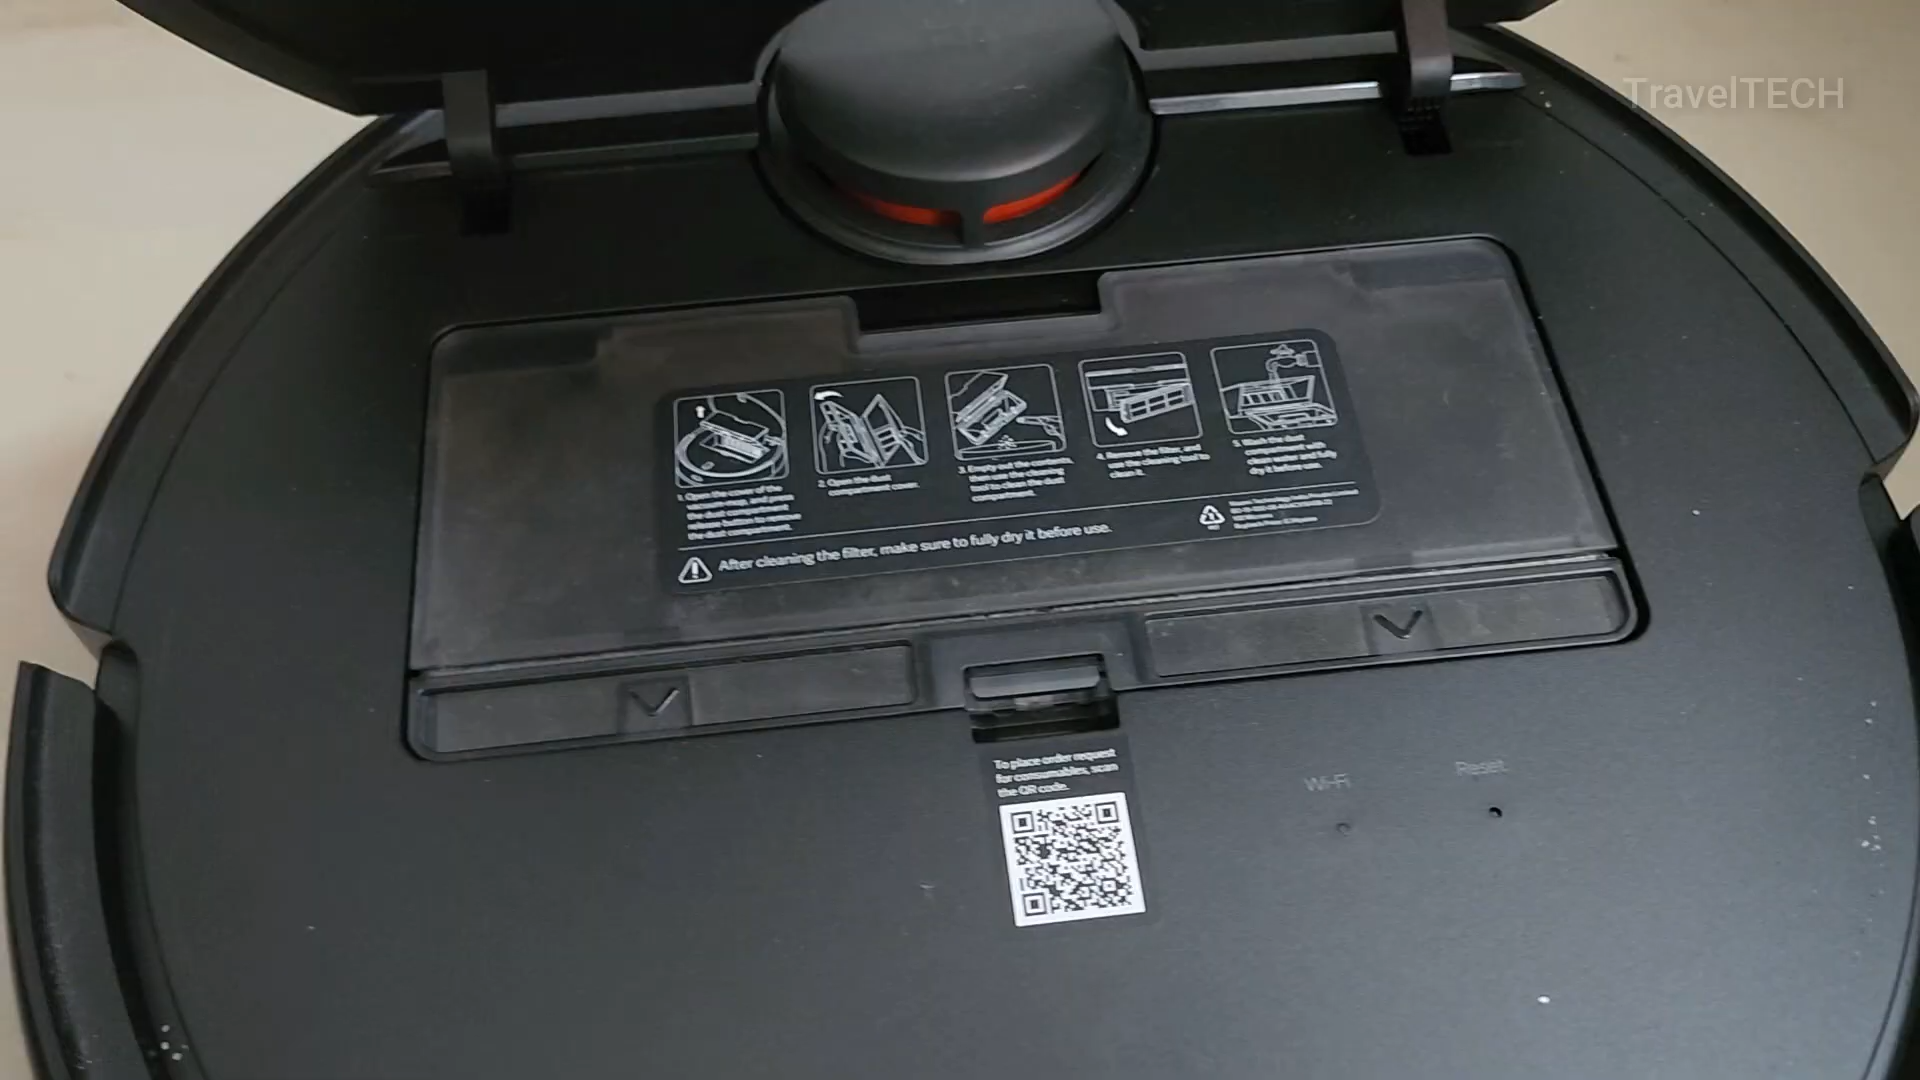 TravelTECH
1. Open the cover of the
vacuum-mop, and press
the dust compartment
release button to remove
the dust compartment.
2. Open the dust
compartment cover.
3. Empty out the contents,
then use the cleaning
tool to clean the dust
compartment.
4. Remove the filter, and
use the cleaning tool to
clean it.
5. Wash the dust
compartment with
clean water and fully
dry it before use.
After cleaning the filter, make sure to fully dry it before use.
To place order request
for consumables, scan
the QR code.
Wi-Fi
Reset